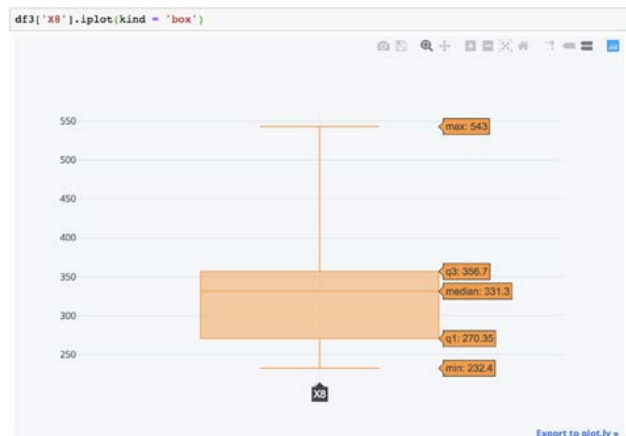 df3['X8'].iplot(kind = 'box')
550
max: 543
500
450
400
350
q3: 356.7
median: 331.3
300
q1: 270.35
250
min: 232.4
X8
Export to plot.ly »